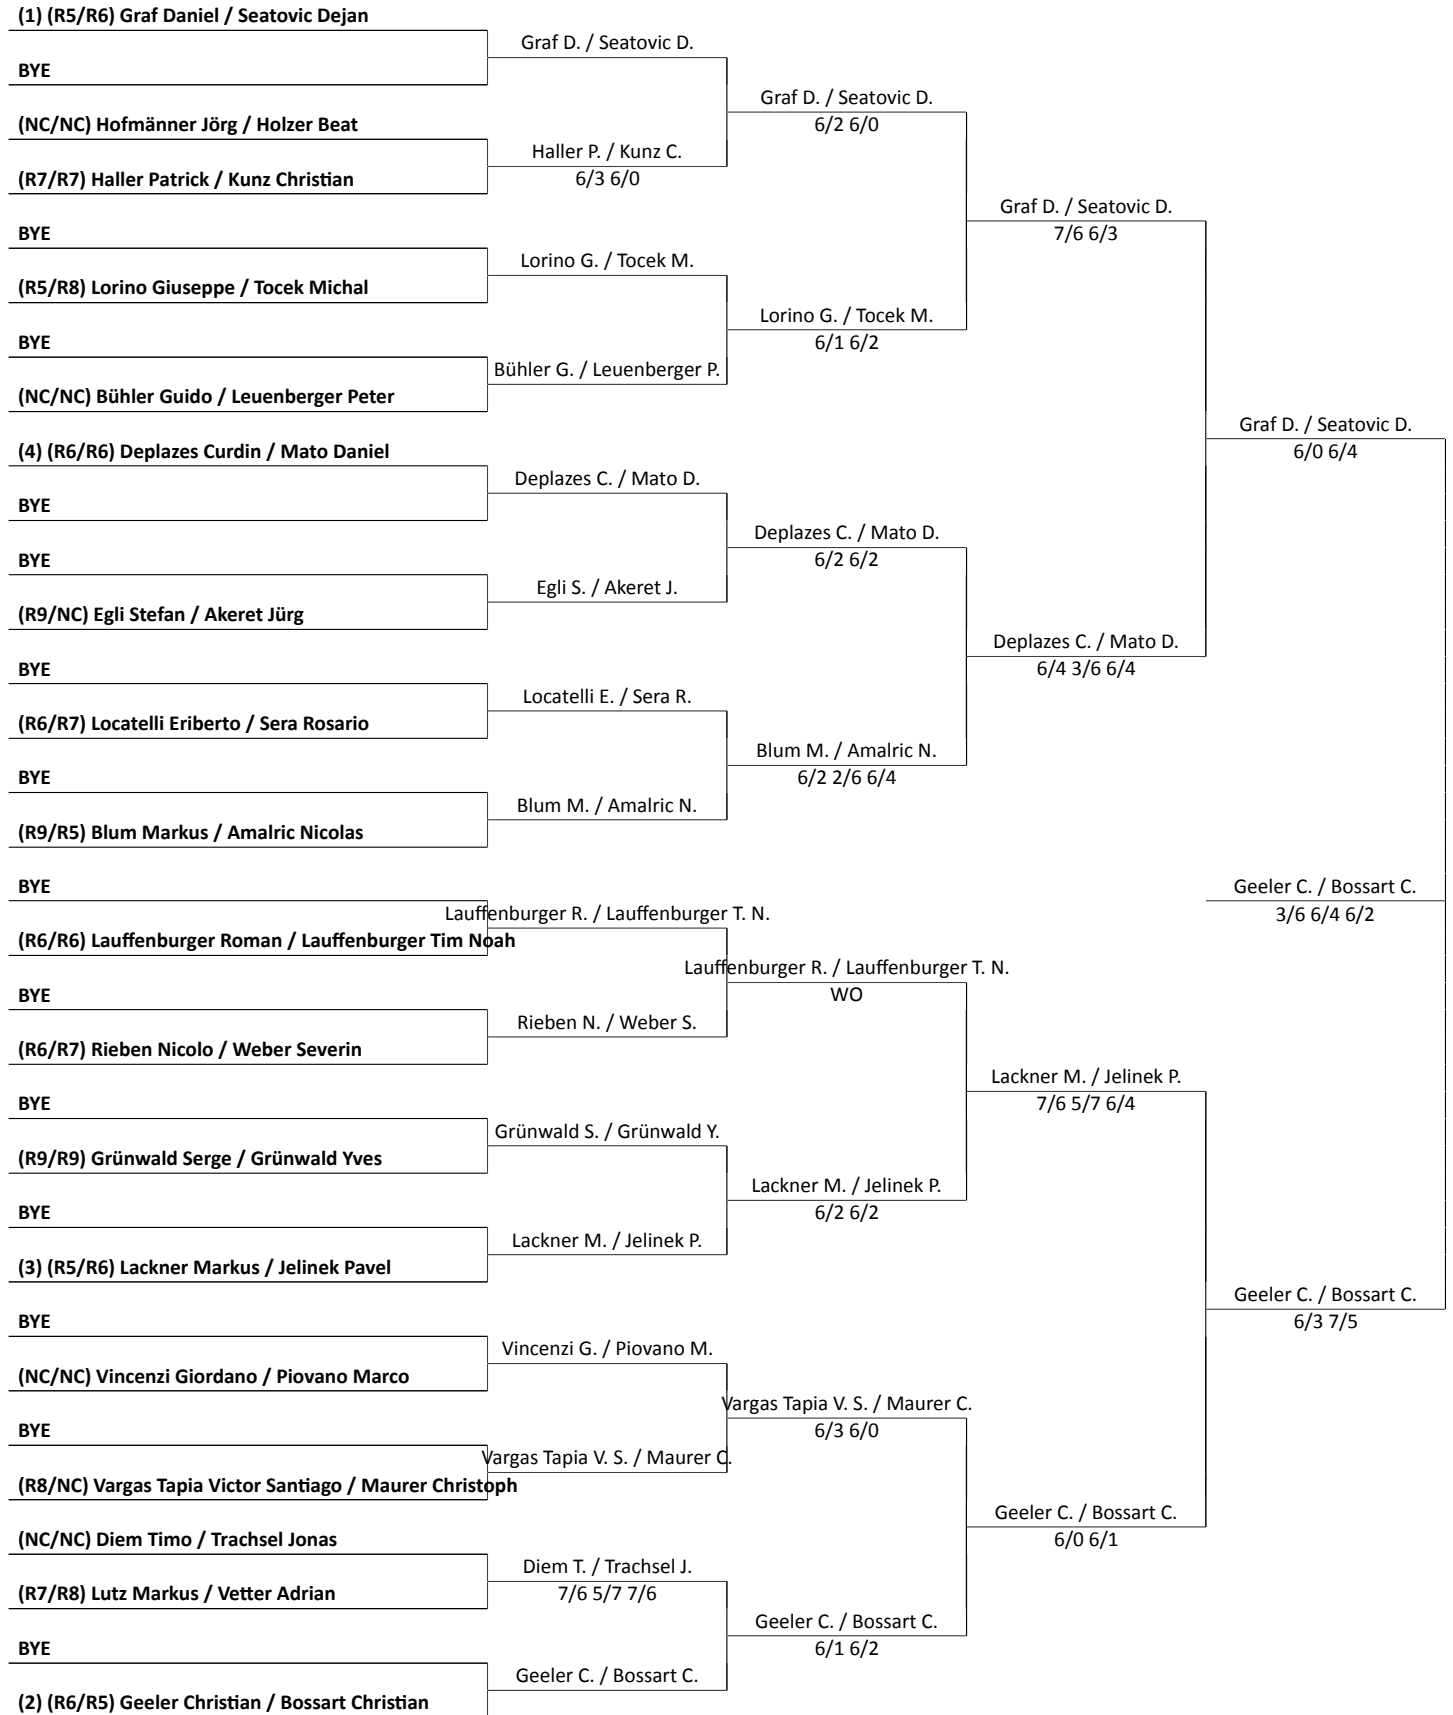 (1) (R5/R6) Graf Daniel / Seatovic Dejan
Graf D. / Seatovic D.
BYE
Graf D. / Seatovic D.
6/2 6/0
(NC/NC) Hofmänner Jörg / Holzer Beat
Haller P. / Kunz C.
6/3 6/0
(R7/R7) Haller Patrick / Kunz Christian
Graf D. / Seatovic D.
7/6 6/3
BYE
Lorino G. / Tocek M.
(R5/R8) Lorino Giuseppe / Tocek Michal
Lorino G. / Tocek M.
6/1 6/2
BYE
Bühler G. / Leuenberger P.
(NC/NC) Bühler Guido / Leuenberger Peter
Graf D. / Seatovic D.
6/0 6/4
(4) (R6/R6) Deplazes Curdin / Mato Daniel
Deplazes C. / Mato D.
BYE
Deplazes C. / Mato D.
6/2 6/2
BYE
Egli S. / Akeret J.
(R9/NC) Egli Stefan / Akeret Jürg
Deplazes C. / Mato D.
6/4 3/6 6/4
BYE
Locatelli E. / Sera R.
(R6/R7) Locatelli Eriberto / Sera Rosario
Blum M. / Amalric N.
6/2 2/6 6/4
BYE
Blum M. / Amalric N.
(R9/R5) Blum Markus / Amalric Nicolas
BYE
Geeler C. / Bossart C.
3/6 6/4 6/2
Lauffenburger R. / Lauffenburger T. N.
(R6/R6) Lauffenburger Roman / Lauffenburger Tim Noah
Lauffenburger R. / Lauffenburger T. N.
WO
BYE
Rieben N. / Weber S.
(R6/R7) Rieben Nicolo / Weber Severin
Lackner M. / Jelinek P.
7/6 5/7 6/4
BYE
Grünwald S. / Grünwald Y.
(R9/R9) Grünwald Serge / Grünwald Yves
Lackner M. / Jelinek P.
6/2 6/2
BYE
Lackner M. / Jelinek P.
(3) (R5/R6) Lackner Markus / Jelinek Pavel
Geeler C. / Bossart C.
6/3 7/5
BYE
Vincenzi G. / Piovano M.
(NC/NC) Vincenzi Giordano / Piovano Marco
Vargas Tapia V. S. / Maurer C.
6/3 6/0
BYE
Vargas Tapia V. S. / Maurer C.
(R8/NC) Vargas Tapia Victor Santiago / Maurer Christoph
Geeler C. / Bossart C.
6/0 6/1
(NC/NC) Diem Timo / Trachsel Jonas
Diem T. / Trachsel J.
7/6 5/7 7/6
(R7/R8) Lutz Markus / Vetter Adrian
Geeler C. / Bossart C.
6/1 6/2
BYE
Geeler C. / Bossart C.
(2) (R6/R5) Geeler Christian / Bossart Christian